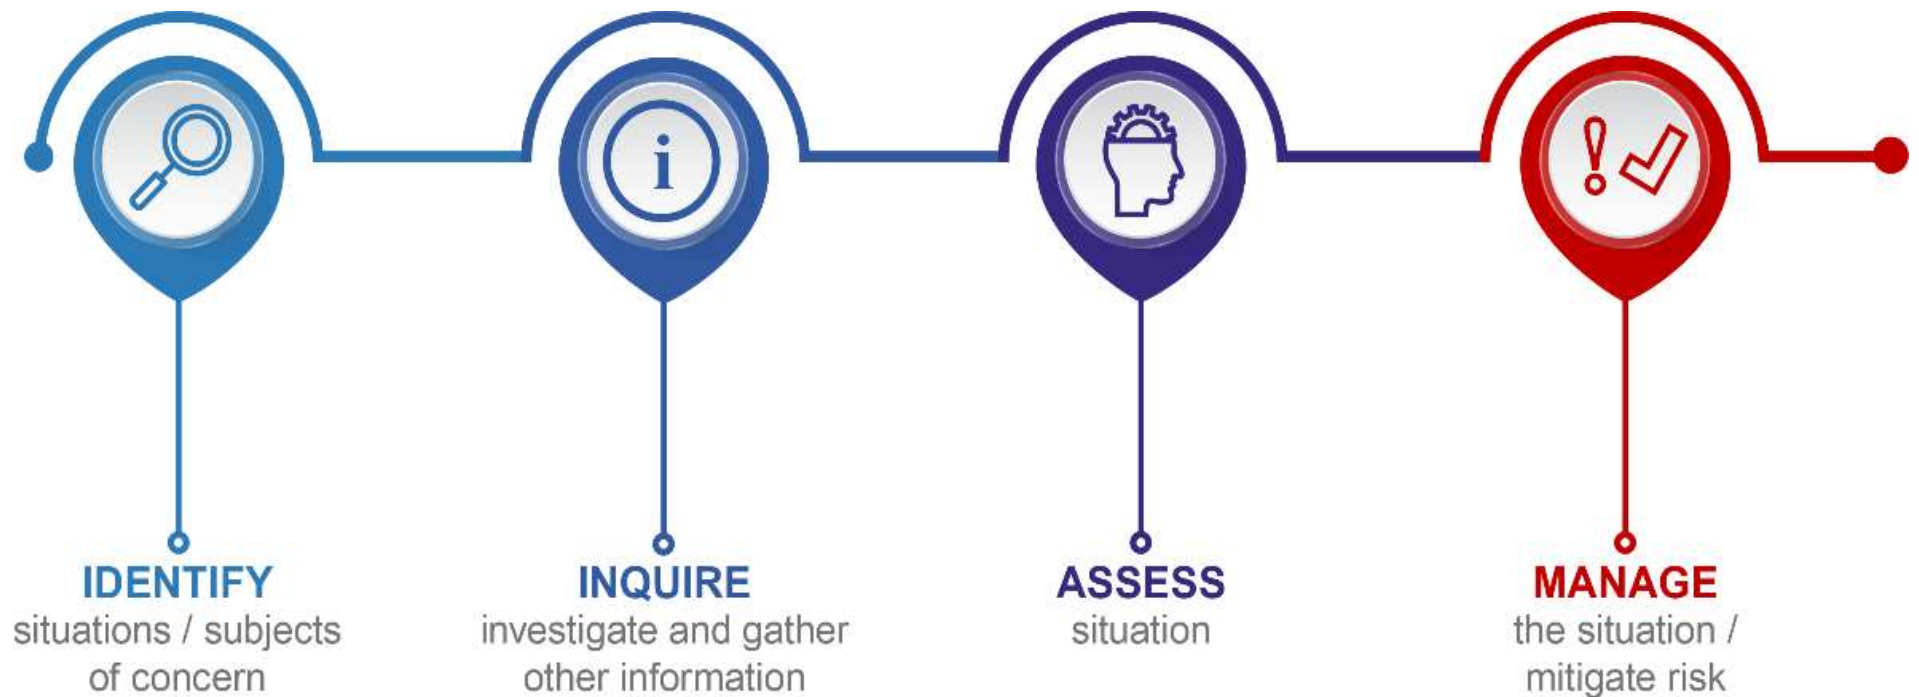 i
IDENTIFY
situations / subjects
of concern
INQUIRE
investigate and gather
other information
ASSESS
situation
MANAGE
the situation /
mitigate risk